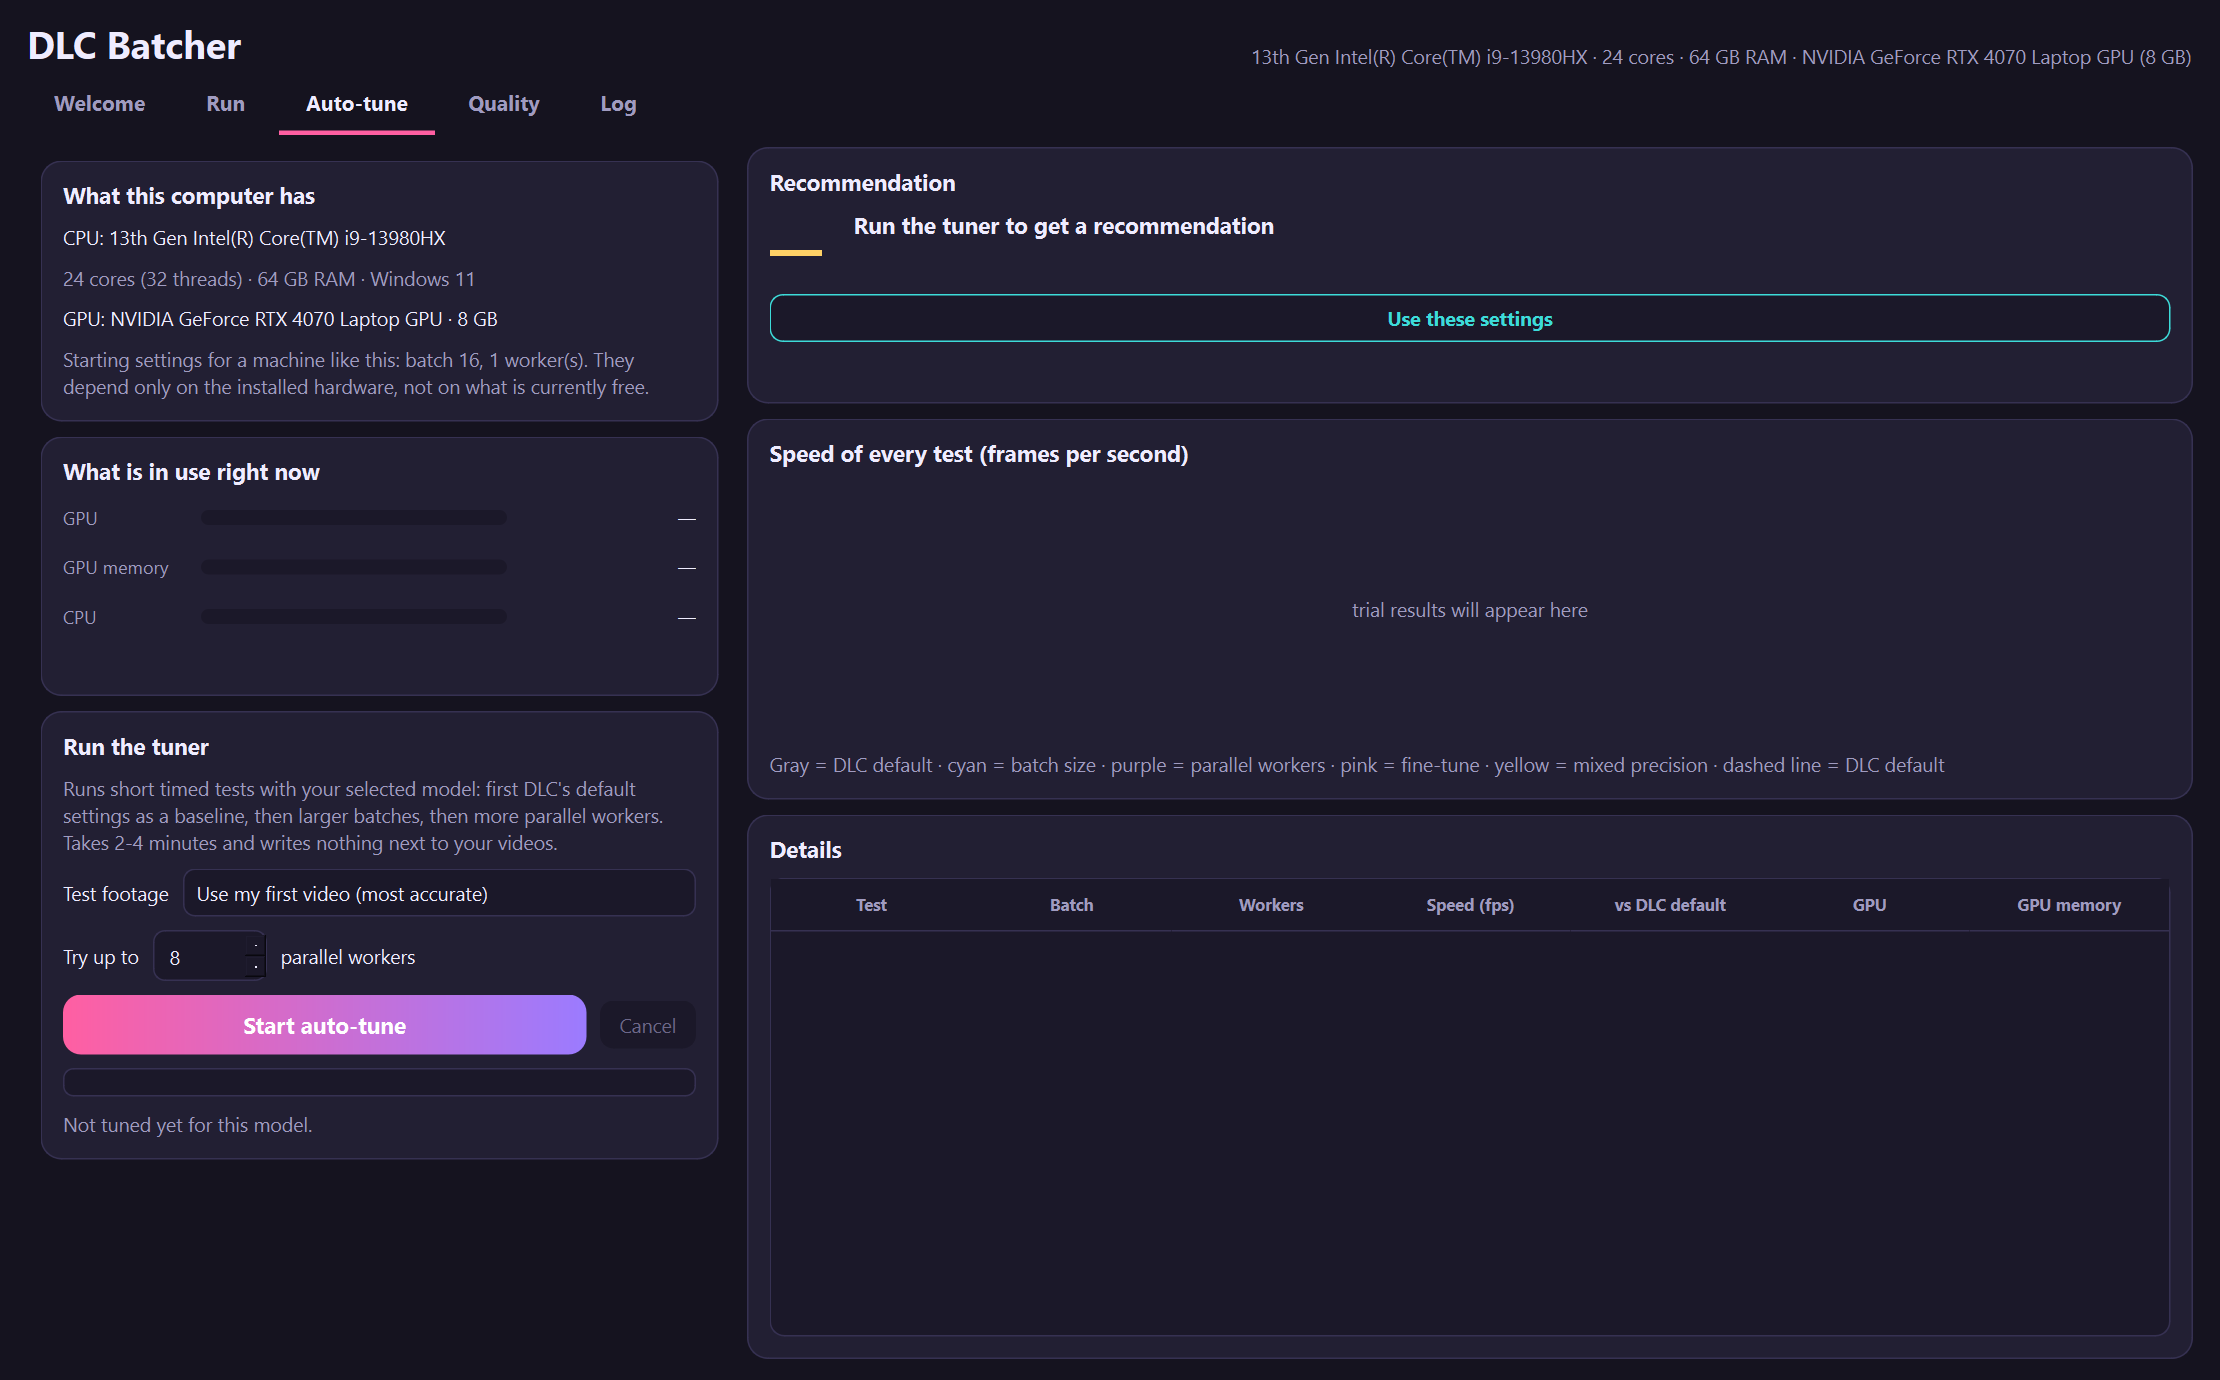 DLC Batcher
13th Gen Intel(R) Core(TM) i9-13980HX · 24 cores · 64 GB RAM · NVIDIA GeForce RTX 4070 Laptop GPU (8 GB)
Welcome
Run
Auto-tune
Quality
Log
What this computer has
CPU: 13th Gen Intel(R) Core(TM) i9-13980HX
24 cores (32 threads) · 64 GB RAM · Windows 11
GPU: NVIDIA GeForce RTX 4070 Laptop GPU · 8 GB
Starting settings for a machine like this: batch 16, 1 worker(s). They
depend only on the installed hardware, not on what is currently free.
What is in use right now
GPU —
GPU memory —
CPU —
Run the tuner
Runs short timed tests with your selected model: first DLC's default
settings as a baseline, then larger batches, then more parallel workers.
Takes 2-4 minutes and writes nothing next to your videos.
Test footage Use my first video (most accurate)
Try up to 8 parallel workers
Start auto-tune
Cancel
Not tuned yet for this model.
Recommendation
— Run the tuner to get a recommendation
Use these settings
Speed of every test (frames per second)
trial results will appear here
Gray = DLC default · cyan = batch size · purple = parallel workers · pink = fine-tune · yellow = mixed precision · dashed line = DLC default
Details
Test Batch Workers Speed (fps) vs DLC default GPU GPU memory